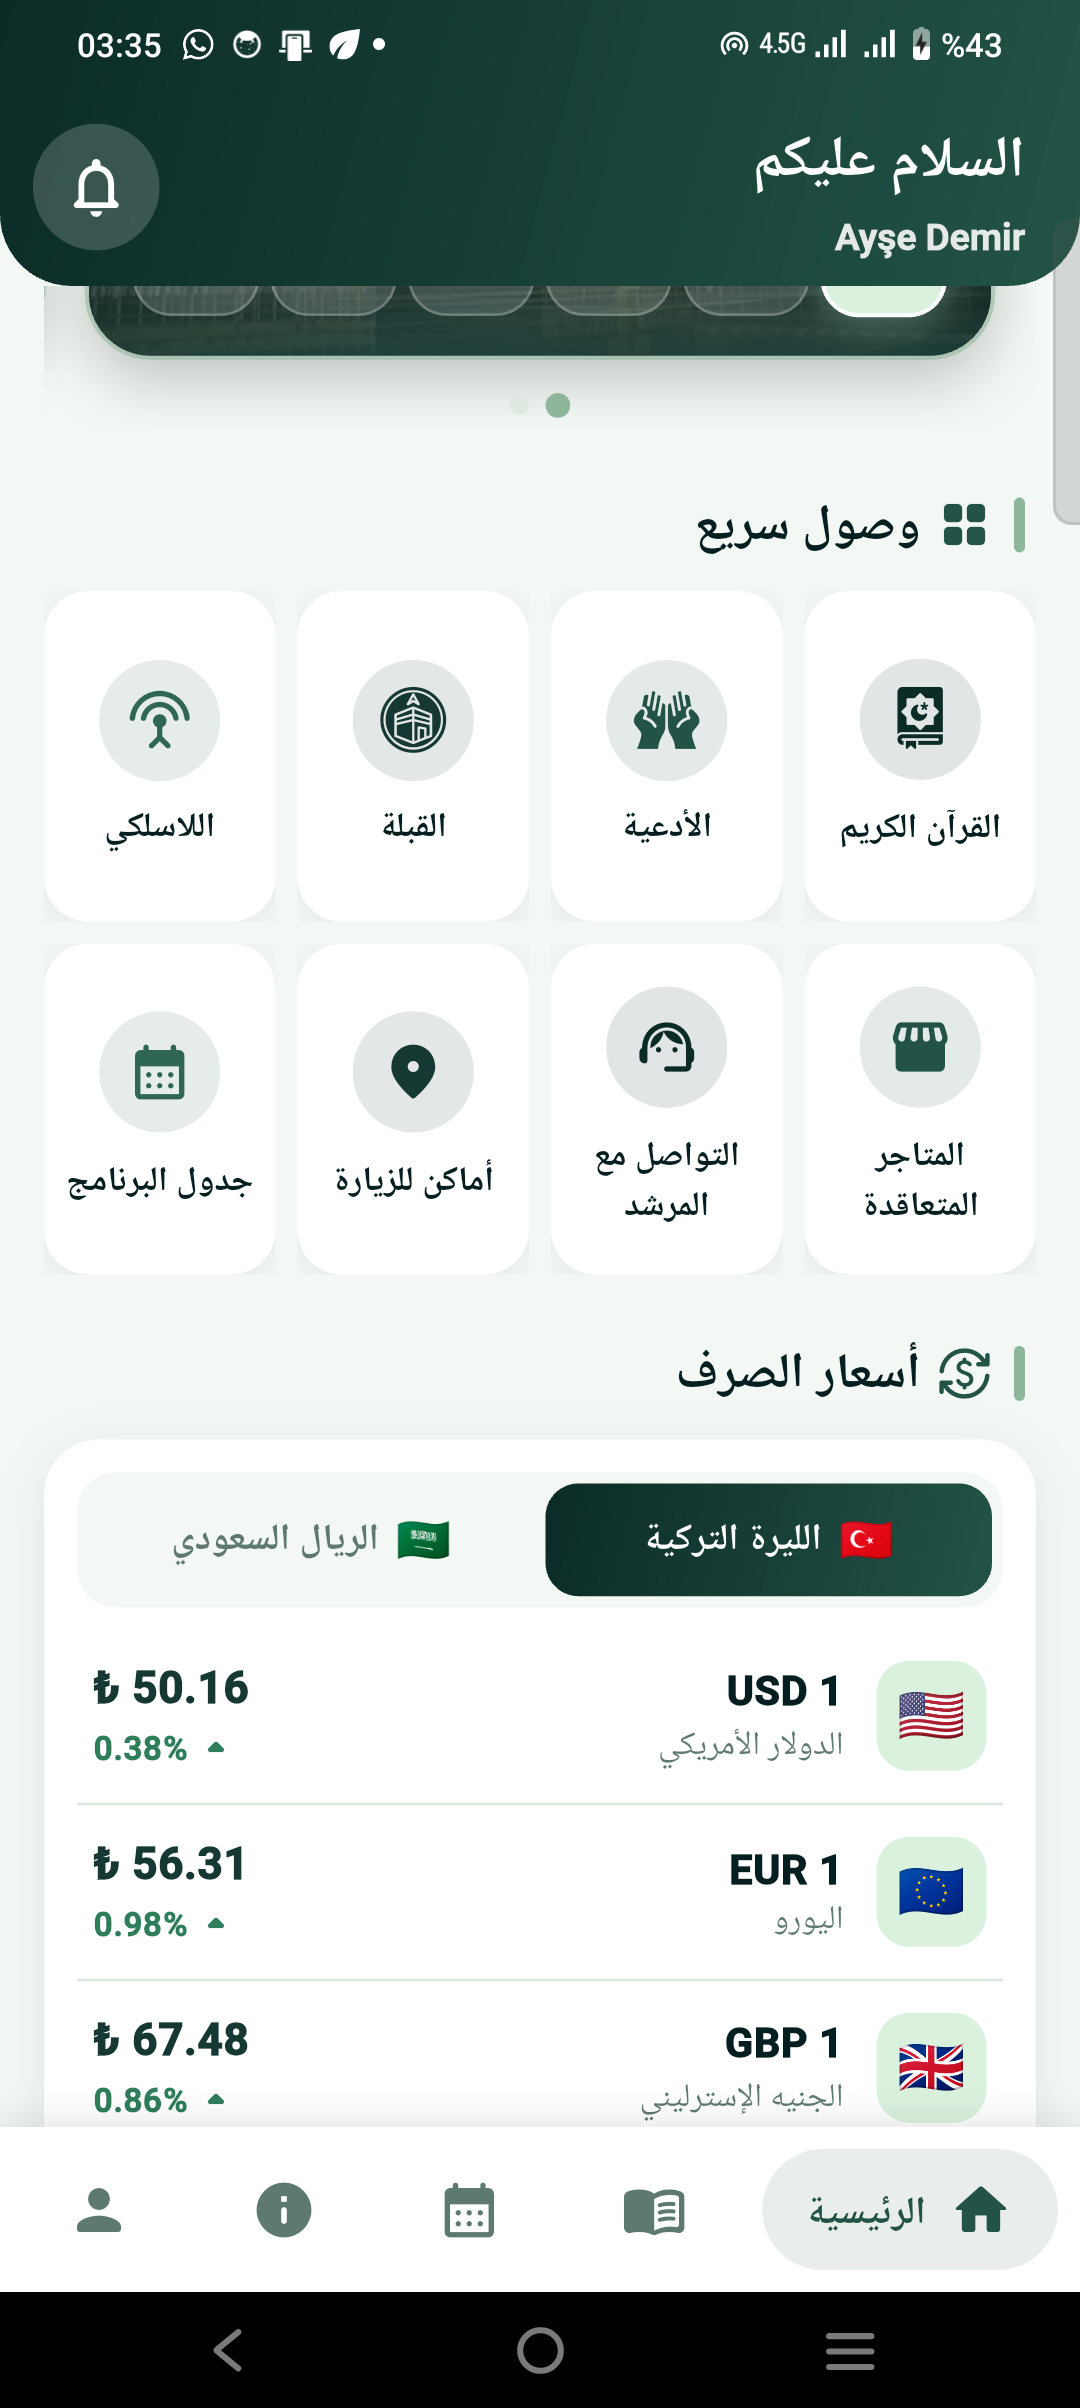 03:35
4.5G
%43
السلام عليكم
Ayşe Demir
وصول سريع
القرآن الكريم
الأدعية
القبلة
اللاسلكي
المتاجر
المتعاقدة
التواصل مع
المرشد
أماكن للزيارة
جدول البرنامج
أسعار الصرف
الليرة التركية
الريال السعودي
USD 1
الدولار الأمريكي
₺ 50.16
0.38%
EUR 1
اليورو
₺ 56.31
0.98%
GBP 1
الجنيه الإسترليني
₺ 67.48
0.86%
الرئيسية